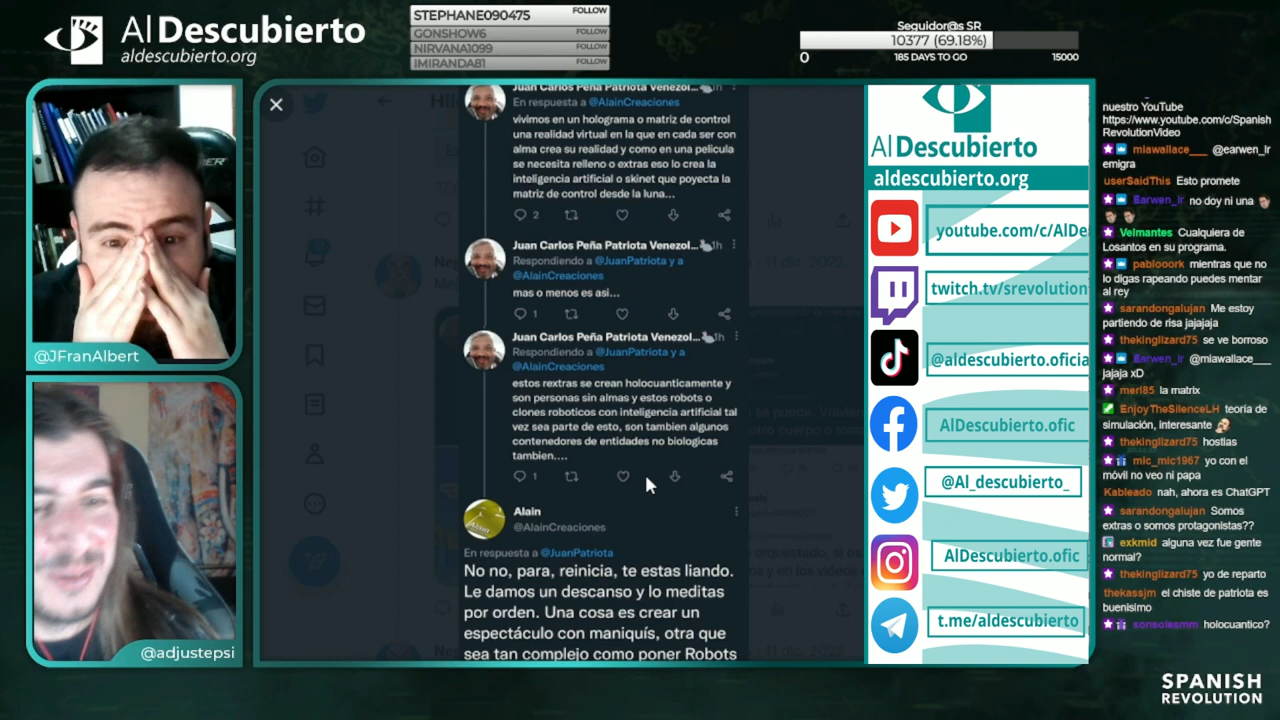 Al Descubierto
aldescubierto.org
STEPHANE090475 FOLLOW
GONSHOW6 FOLLOW
NIRVANA1099 FOLLOW
IMIRANDA81 FOLLOW
Seguidor@s SR
10377 (69.18%)
0 185 DAYS TO GO 15000
@JFranAlbert
@adjustepsi
Juan Carlos Peña Patriota Venezol... 1h
En respuesta a @AlainCreaciones
vivimos en un holograma o matriz de control
una realidad virtual en la que en cada ser con
alma crea su realidad y como en una pelicula
se necesita relleno o extras eso lo crea la
inteligencia artificial o skinet que poyecta la
matriz de control desde la luna...
2
Juan Carlos Peña Patriota Venezol... 1h
Respondiendo a @JuanPatriota y a
@AlainCreaciones
mas o menos es asi...
1
Juan Carlos Peña Patriota Venezol... 1h
Respondiendo a @JuanPatriota y a
@AlainCreaciones
estos rextras se crean holocuanticamente y
son personas sin almas y estos robots o
clones roboticos con inteligencia artificial tal
vez sea parte de esto, son tambien algunos
contenedores de entidades no biologicas
tambien....
1
Alain
@AlainCreaciones
En respuesta a @JuanPatriota
No no, para, reinicia, te estas liando.
Le damos un descanso y lo meditas
por orden. Una cosa es crear un
espectáculo con maniquís, otra que
sea tan complejo como poner Robots
11 dic. 2022
Al Descubierto
aldescubierto.org
youtube.com/c/AlDe
twitch.tv/srevolution
@aldescubierto.oficia
AlDescubierto.ofic
@Al_descubierto_
AlDescubierto.ofic
t.me/aldescubierto
nuestro YouTube
https://www.youtube.com/c/Spanish
RevolutionVideo
miawallace___ @earwen_lr
emigra
userSaidThis Esto promete
Earwen_lr no doy ni una
Velmantes Cualquiera de
Losantos en su programa.
pablooork mientras que no
lo digas rapeando puedes mentar
al rey
sarandongalujan Me estoy
partiendo de risa jajajaja
thekinglizard75 se ve borroso
Earwen_lr @miawallace___
jajaja xD
merl85 la matrix
EnjoyTheSilenceLH teoría de
simulación, interesante
thekinglizard75 hostias
mic_mic1967 yo con el
móvil no veo ni papa
Kableado nah, ahora es ChatGPT
sarandongalujan Somos
extras o somos protagonistas??
exkmid alguna vez fue gente
normal?
thekinglizard75 yo de reparto
thekassjm el chiste de patriota es
buenisimo
sonsolesmm holocuantico?
SPANISH
REVOLUTION